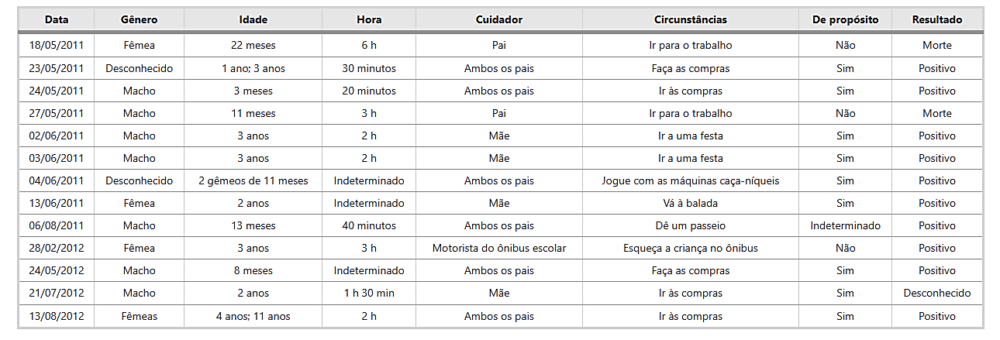 Data Gênero Idade Hora Cuidador Circunstâncias De propósito Resultado
18/05/2011 Fêmea 22 meses 6 h Pai Ir para o trabalho Não Morte
23/05/2011 Desconhecido 1 ano; 3 anos 30 minutos Ambos os pais Faça as compras Sim Positivo
24/05/2011 Macho 3 meses 20 minutos Ambos os pais Ir às compras Sim Positivo
27/05/2011 Macho 11 meses 3 h Pai Ir para o trabalho Não Morte
02/06/2011 Macho 3 anos 2 h Mãe Ir a uma festa Sim Positivo
03/06/2011 Macho 3 anos 2 h Mãe Ir a uma festa Sim Positivo
04/06/2011 Desconhecido 2 gêmeos de 11 meses Indeterminado Ambos os pais Jogue com as máquinas caça-níqueis Sim Positivo
13/06/2011 Fêmea 2 anos Indeterminado Mãe Vá à balada Sim Positivo
06/08/2011 Macho 13 meses 40 minutos Ambos os pais Dê um passeio Indeterminado Positivo
28/02/2012 Fêmea 3 anos 3 h Motorista do ônibus escolar Esqueça a criança no ônibus Não Positivo
24/05/2012 Macho 8 meses Indeterminado Ambos os pais Faça as compras Sim Positivo
21/07/2012 Macho 2 anos 1 h 30 min Mãe Ir às compras Sim Desconhecido
13/08/2012 Fêmeas 4 anos; 11 anos 2 h Ambos os pais Ir às compras Sim Positivo